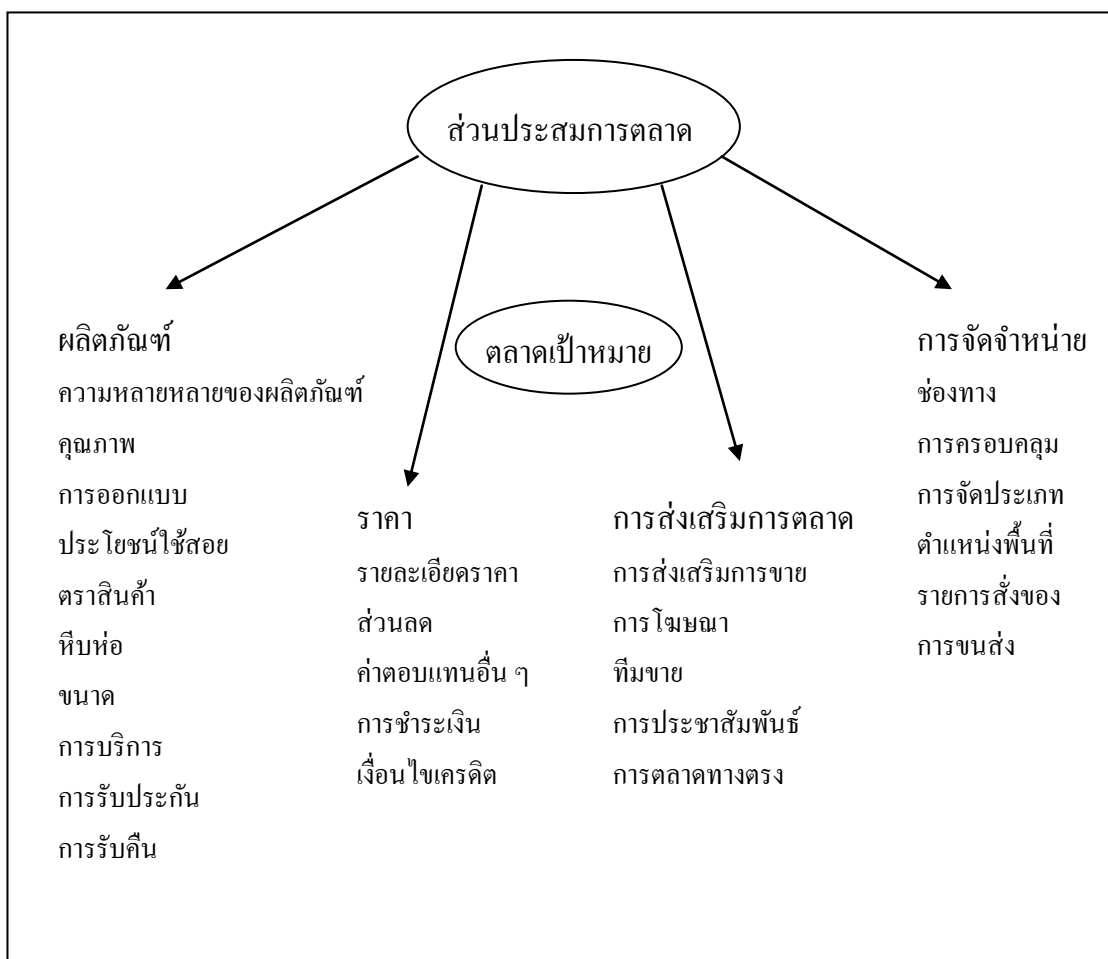 ส่วนประสมการตลาด
ตลาดเป้าหมาย
ผลิตภัณฑ์
ความหลายหลายของผลิตภัณฑ์
คุณภาพ
การออกแบบ
ประโยชน์ใช้สอย
ตราสินค้า
หีบห่อ
ขนาด
การบริการ
การรับประกัน
การรับคืน
ราคา
รายละเอียดราคา
ส่วนลด
ค่าตอบแทนอื่น ๆ
การชำระเงิน
เงื่อนไขเครดิต
การส่งเสริมการตลาด
การส่งเสริมการขาย
การโฆษณา
ทีมขาย
การประชาสัมพันธ์
การตลาดทางตรง
การจัดจำหน่าย
ช่องทาง
การครอบคลุม
การจัดประเภท
ตำแหน่งพื้นที่
รายการสั่งของ
การขนส่ง